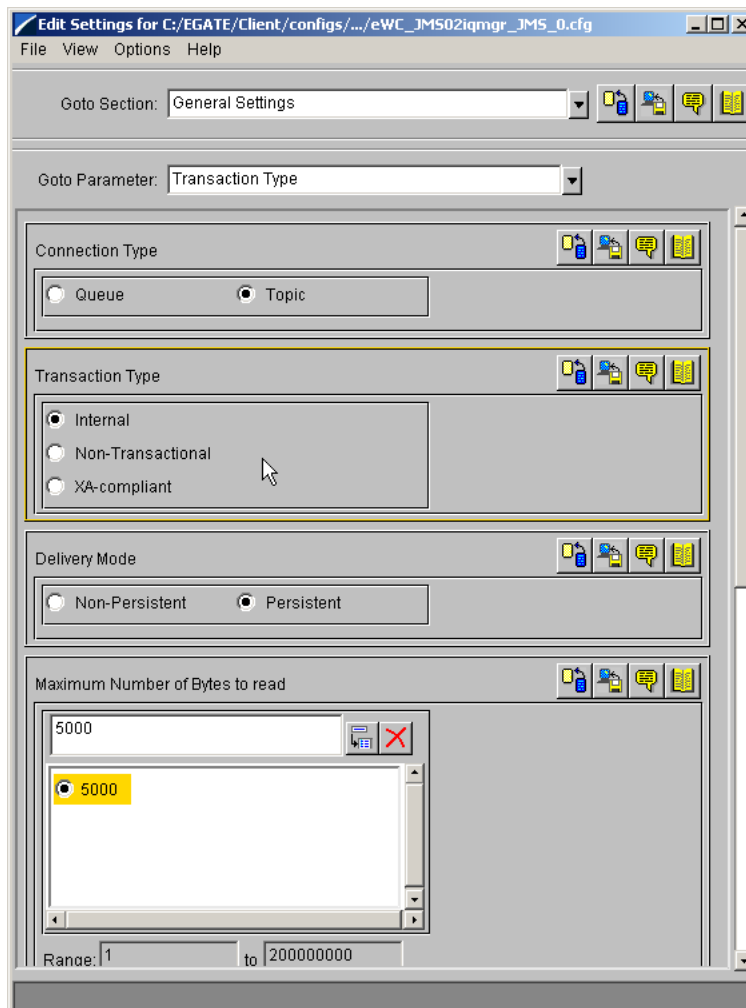 Edit Settings for C:/EGATE/Client/configs/.../eWC_JMS02iqmgr_JMS_0.cfg
File View Options Help
Goto Section: General Settings
Goto Parameter: Transaction Type
Connection Type
Queue Topic
Transaction Type
Internal
Non-Transactional
XA-compliant
Delivery Mode
Non-Persistent Persistent
Maximum Number of Bytes to read
5000
5000
Range: 1 to 200000000